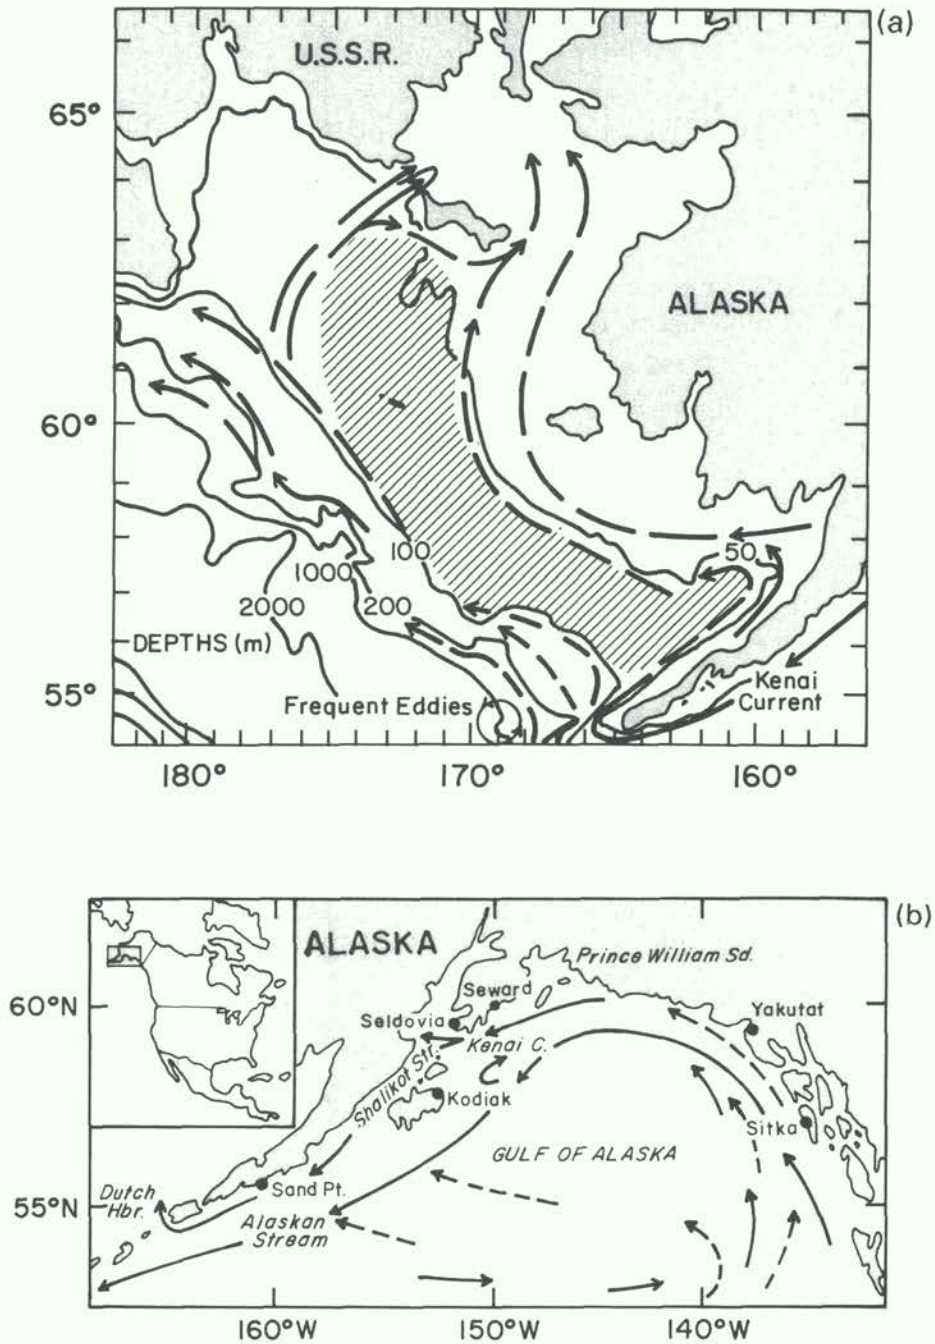 (a)
U.S.S.R.
65°
ALASKA
60°
100
50
1000
2000
200
DEPTHS (m)
55°
Frequent Eddies
Kenai
Current
180°
170°
160°
(b)
ALASKA
Prince William Sd.
60°N
Seward
Yakutat
Seldovia
Kenai C.
Shalikot Str.
Kodiak
Sitka
GULF OF ALASKA
Dutch
Hbr.
Sand Pt.
55°N
Alaskan
Stream
160°W
150°W
140°W